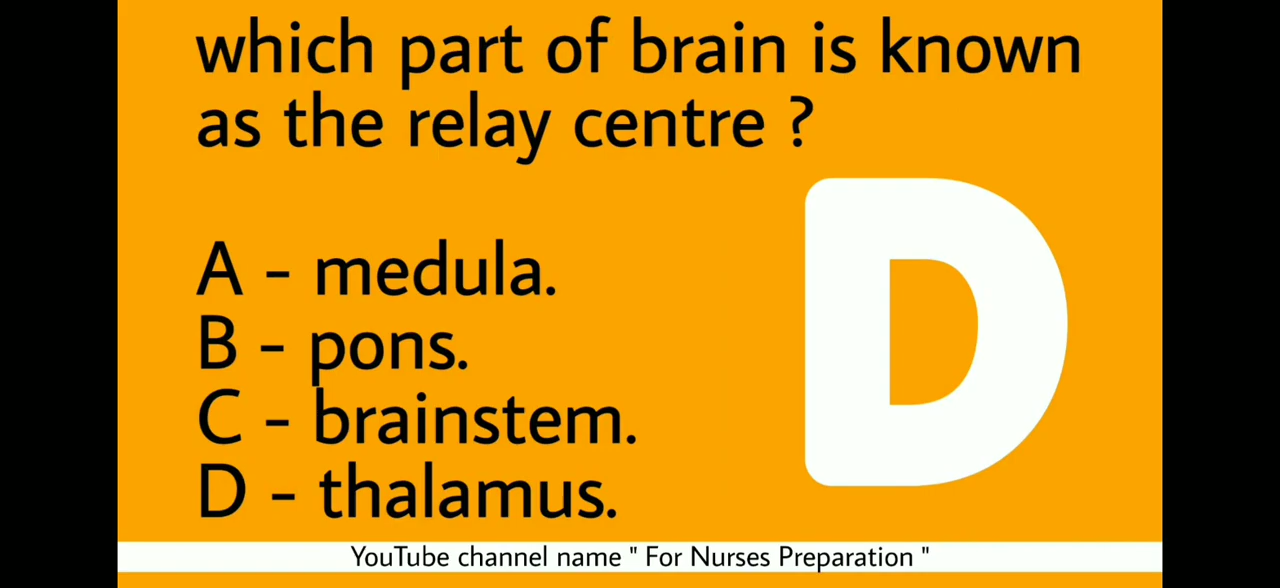 which part of brain is known
as the relay centre ?
A - medula.
B - pons.
C - brainstem.
D - thalamus.
D
YouTube channel name " For Nurses Preparation "